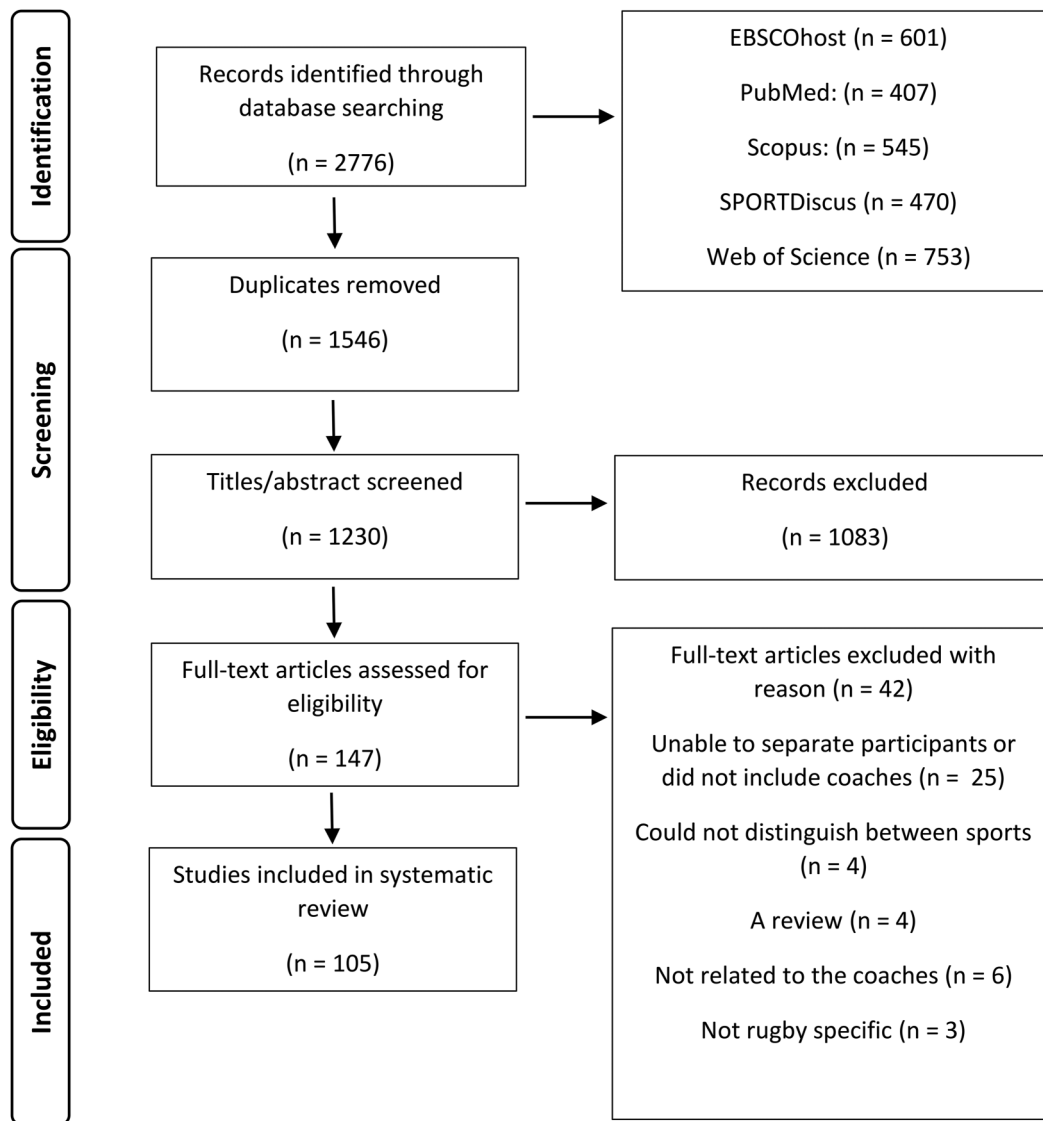 Identification
Records identified through
database searching
(n = 2776)
EBSCOhost (n = 601)
PubMed: (n = 407)
Scopus: (n = 545)
SPORTDiscus (n = 470)
Web of Science (n = 753)
Screening
Duplicates removed
(n = 1546)
Titles/abstract screened
(n = 1230)
Records excluded
(n = 1083)
Eligibility
Full-text articles assessed for
eligibility
(n = 147)
Full-text articles excluded with
reason (n = 42)
Unable to separate participants or
did not include coaches (n =  25)
Could not distinguish between sports
(n = 4)
A review (n = 4)
Not related to the coaches (n = 6)
Not rugby specific (n = 3)
Included
Studies included in systematic
review
(n = 105)